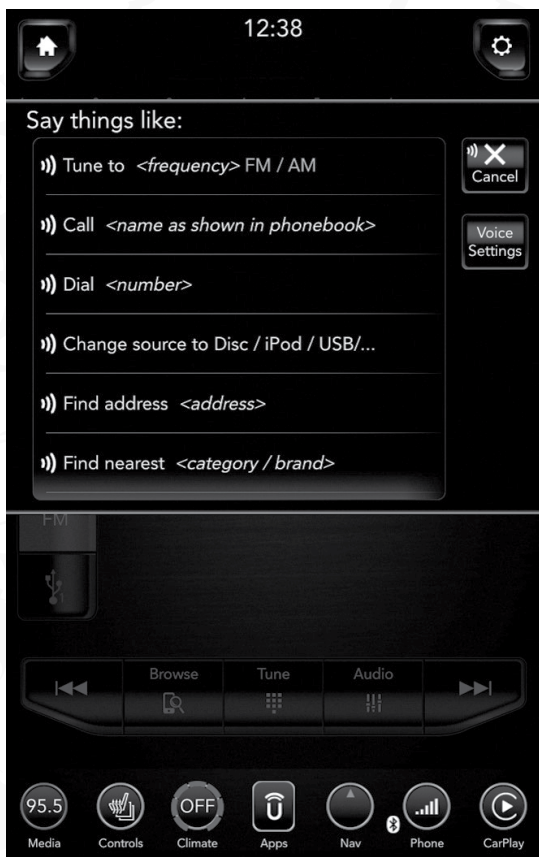 12:38
Say things like:
Tune to <frequency> FM / AM
Cancel
Call <name as shown in phonebook>
Voice
Settings
Dial <number>
Change source to Disc / iPod / USB/...
Find address <address>
Find nearest <category / brand>
FM
Browse
Tune
Audio
95.5
OFF
Media
Controls
Climate
Apps
Nav
Phone
CarPlay